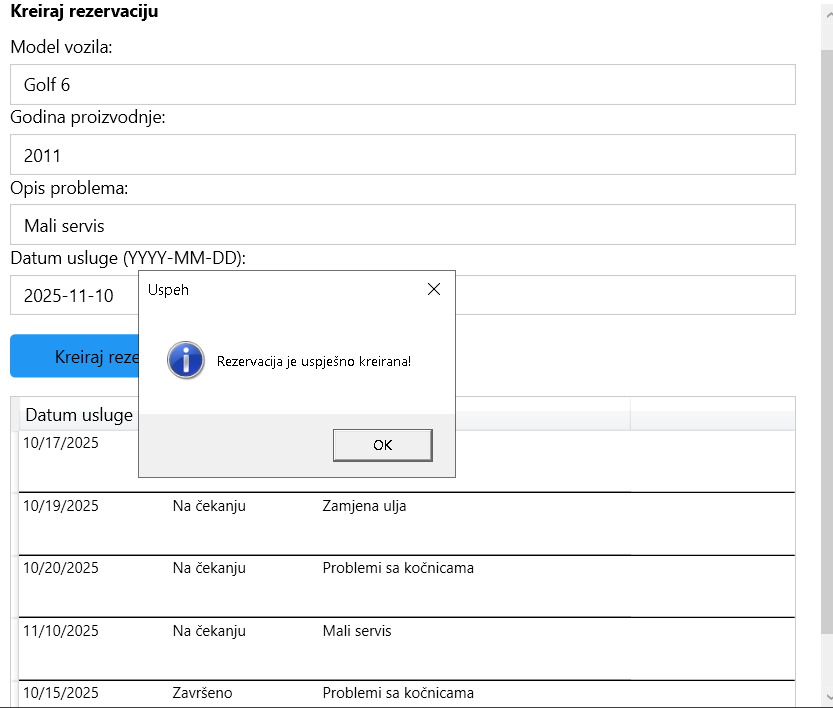 Kreiraj rezervaciju
Model vozila:
Golf 6
Godina proizvodnje:
2011
Opis problema:
Mali servis
Datum usluge (YYYY-MM-DD):
2025-11-10
Uspeh
Kreiraj reze
Rezervacija je uspješno kreirana!
OK
Datum usluge
10/17/2025
10/19/2025 Na čekanju Zamjena ulja
10/20/2025 Na čekanju Problemi sa kočnicama
11/10/2025 Na čekanju Mali servis
10/15/2025 Završeno Problemi sa kočnicama